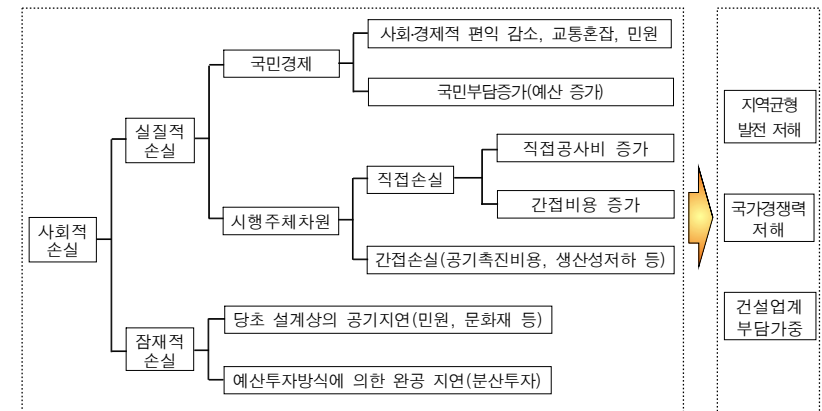 사회적
손실
실질적
손실
국민경제
사회·경제적 편익 감소, 교통혼잡, 민원
국민부담증가(예산 증가)
시행주체차원
직접손실
직접공사비 증가
간접비용 증가
간접손실(공기촉진비용, 생산성저하 등)
잠재적
손실
당초 설계상의 공기지연(민원, 문화재 등)
예산투자방식에 의한 완공 지연(분산투자)
지역균형
발전 저해
국가경쟁력
저해
건설업계
부담가중